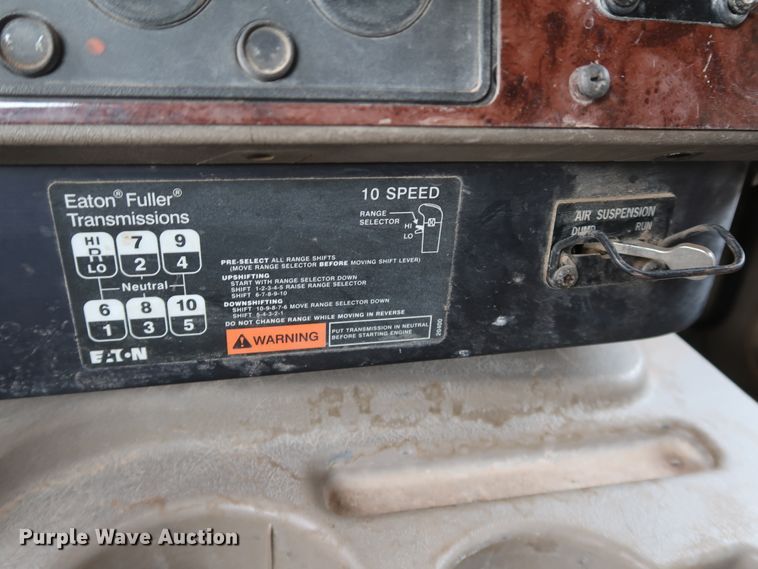 Eaton® Fuller®
Transmissions
10 SPEED
RANGE
SELECTOR
HI
LO
HI
R
LO
7
2
9
4
Neutral
6
1
8
3
10
5
PRE-SELECT ALL RANGE SHIFTS
(MOVE RANGE SELECTOR BEFORE MOVING SHIFT LEVER)
UPSHIFTING
START WITH RANGE SELECTOR DOWN
SHIFT 1-2-3-4-5 RAISE RANGE SELECTOR
SHIFT 6-7-8-9-10
DOWNSHIFTING
SHIFT 10-9-8-7-6 MOVE RANGE SELECTOR DOWN
SHIFT 5-4-3-2-1
DO NOT CHANGE RANGE WHILE MOVING IN REVERSE
WARNING
PUT TRANSMISSION IN NEUTRAL
BEFORE STARTING ENGINE
20480
EATON
AIR SUSPENSION
DUMP RUN
Purple Wave Auction